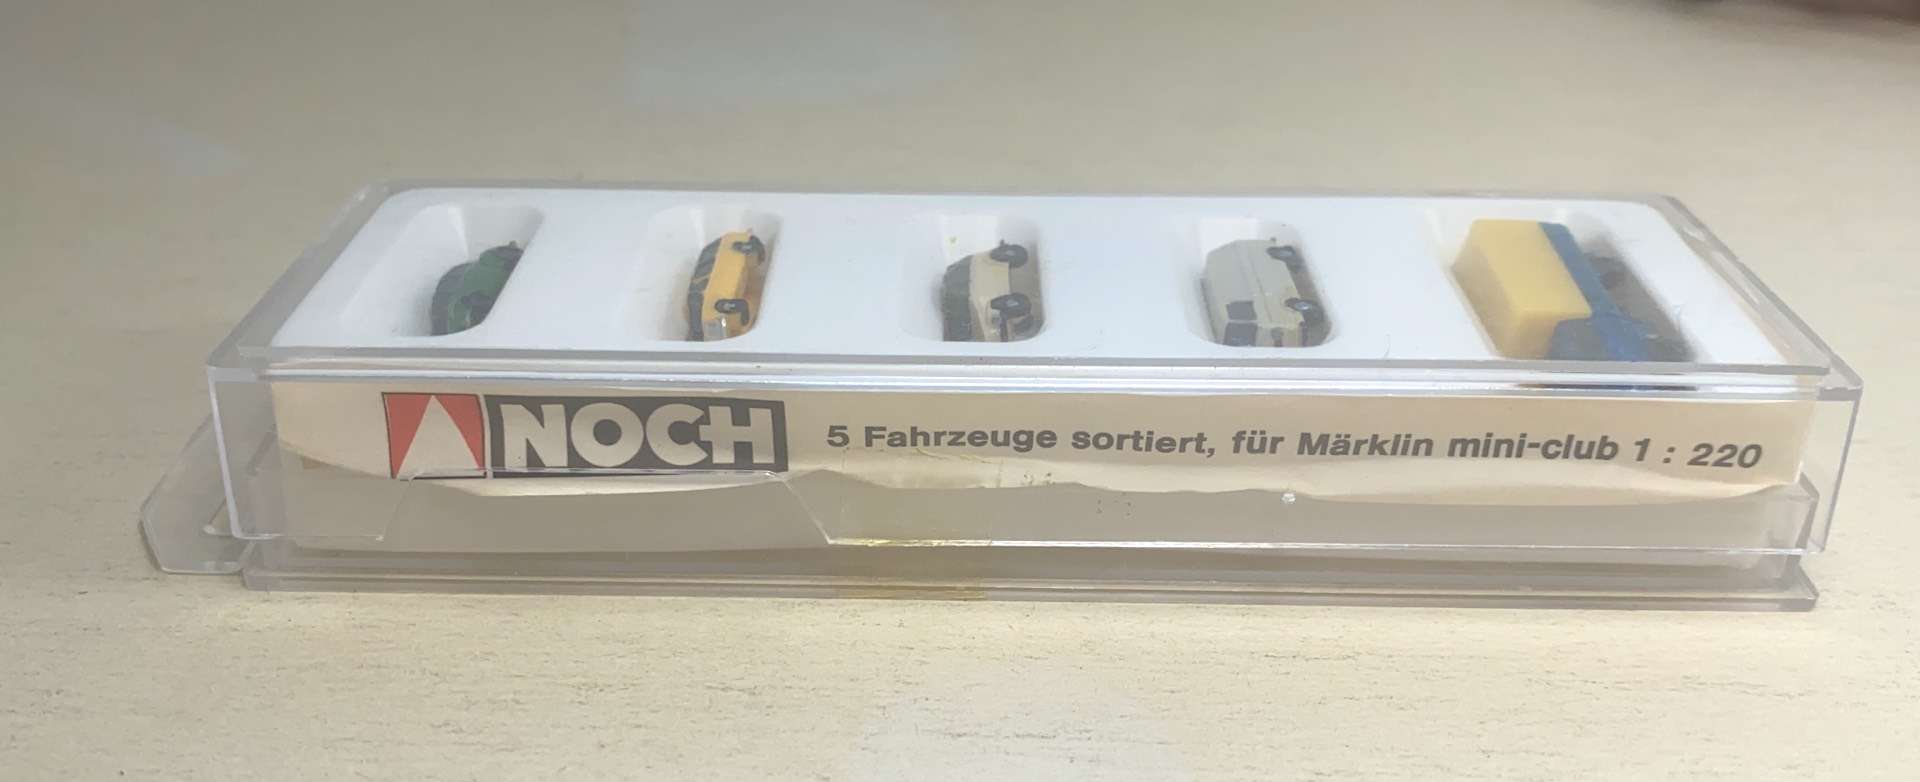 NOCH 5 Fahrzeuge sortiert, für Märklin mini-club 1 : 220